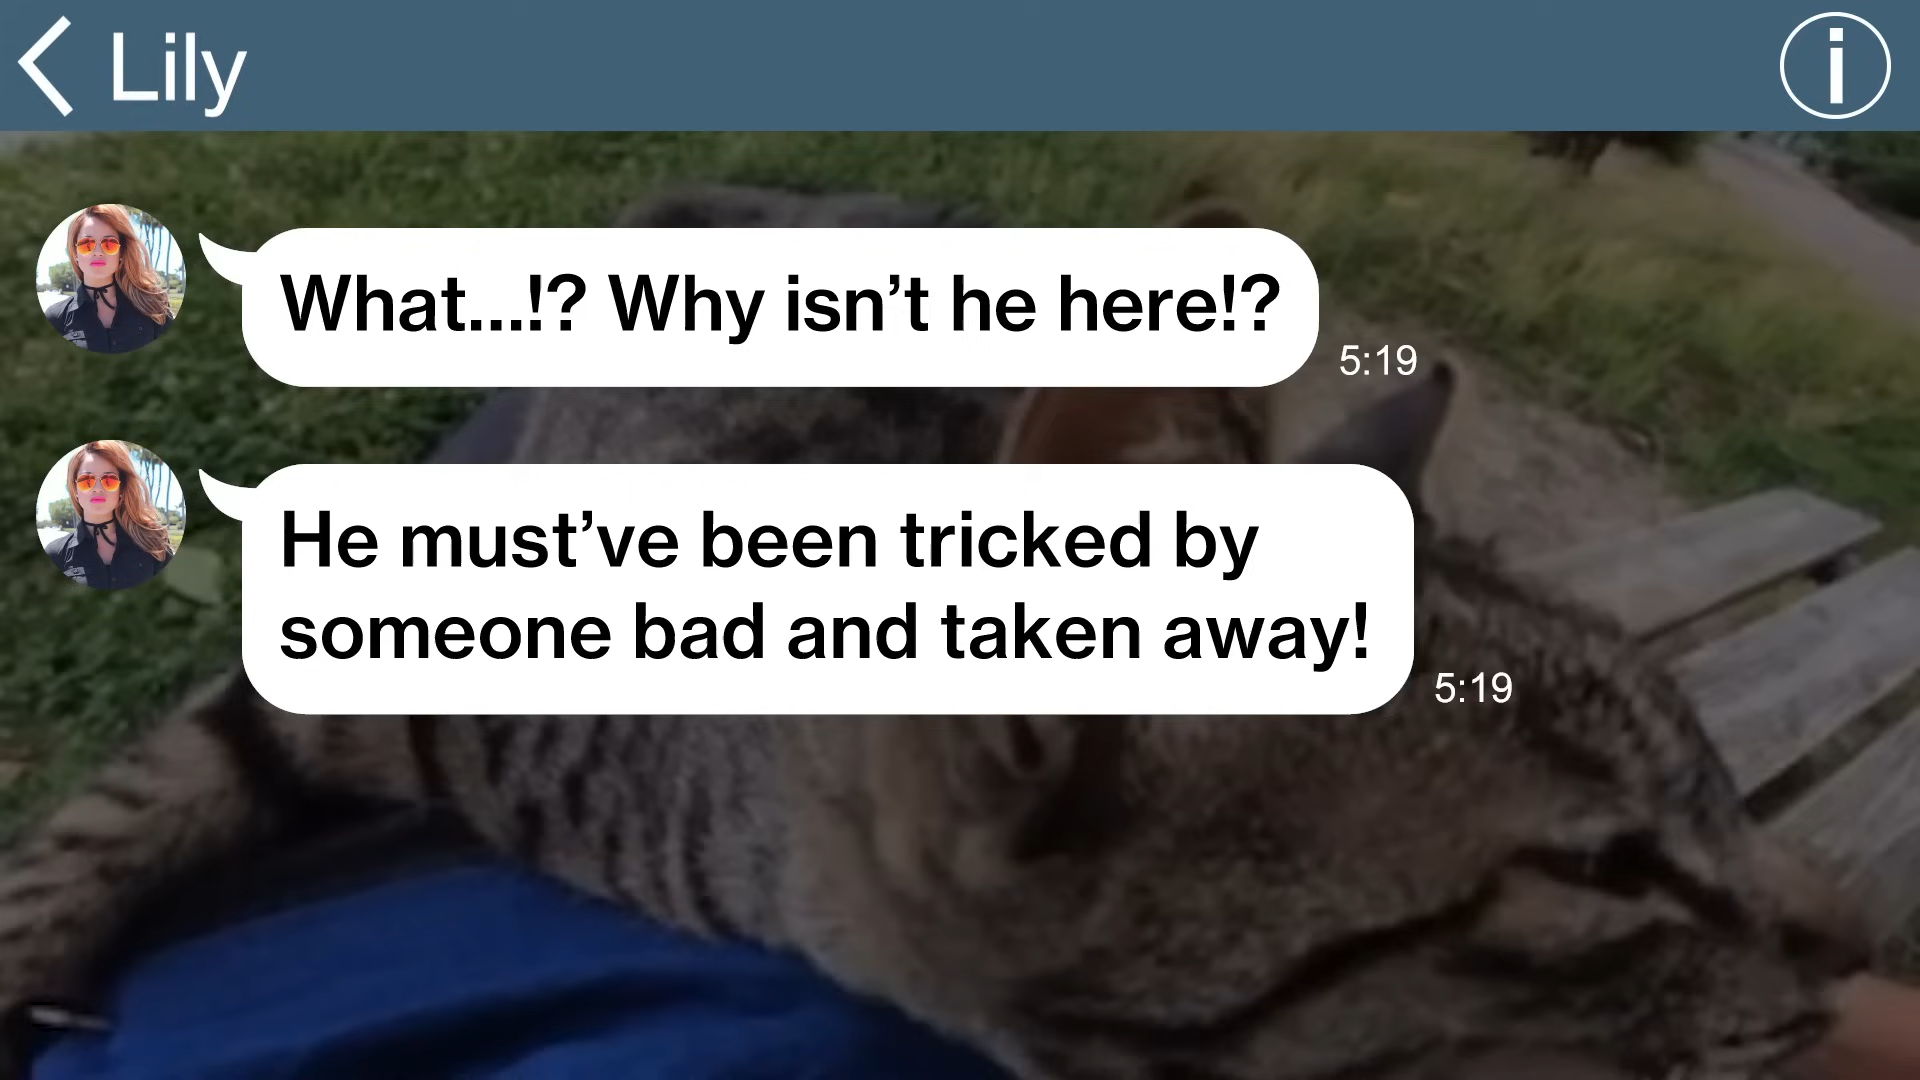 Lily
What...!? Why isn’t he here!?
5:19
He must’ve been tricked by
someone bad and taken away!
5:19